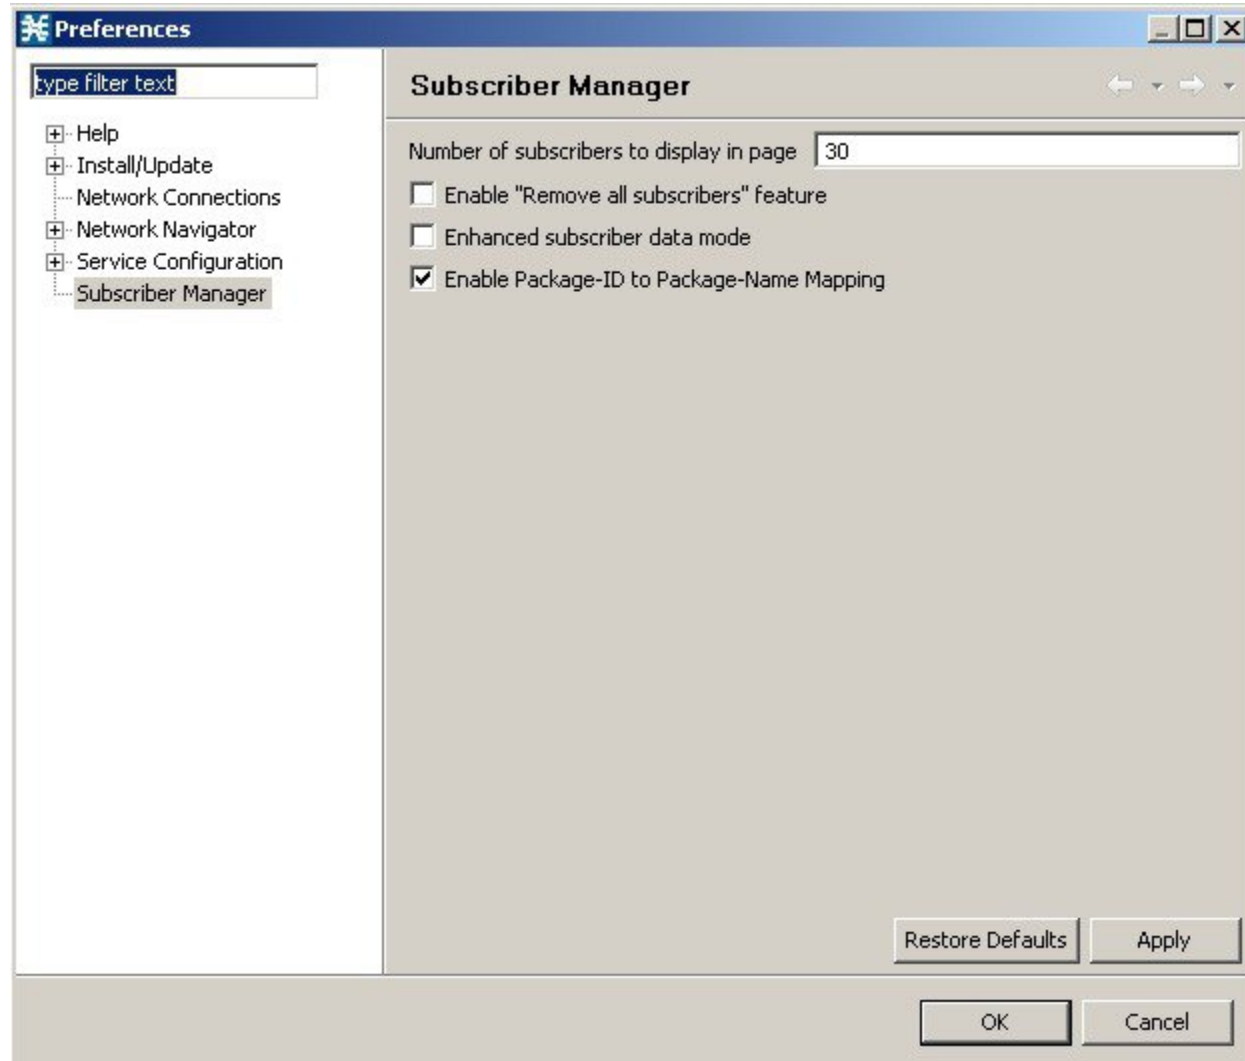 Preferences
type filter text
Help
Install/Update
Network Connections
Network Navigator
Service Configuration
Subscriber Manager
Subscriber Manager
Number of subscribers to display in page 30
Enable "Remove all subscribers" feature
Enhanced subscriber data mode
Enable Package-ID to Package-Name Mapping
Restore Defaults Apply
OK Cancel